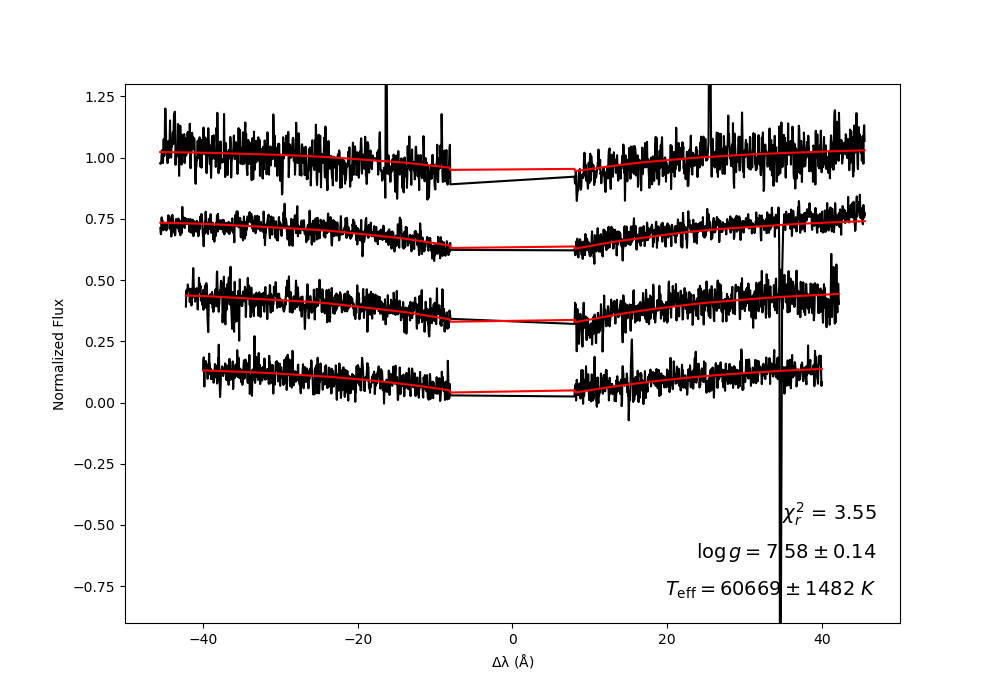 1.25
1.00
0.75
0.50
0.25
0.00
−0.25
−0.50
−0.75
Normalized Flux
χ²ᵣ = 3.55
log g = 7.58 ± 0.14
T_eff = 60669 ± 1482 K
−40 −20 0 20 40
Δλ (Å)